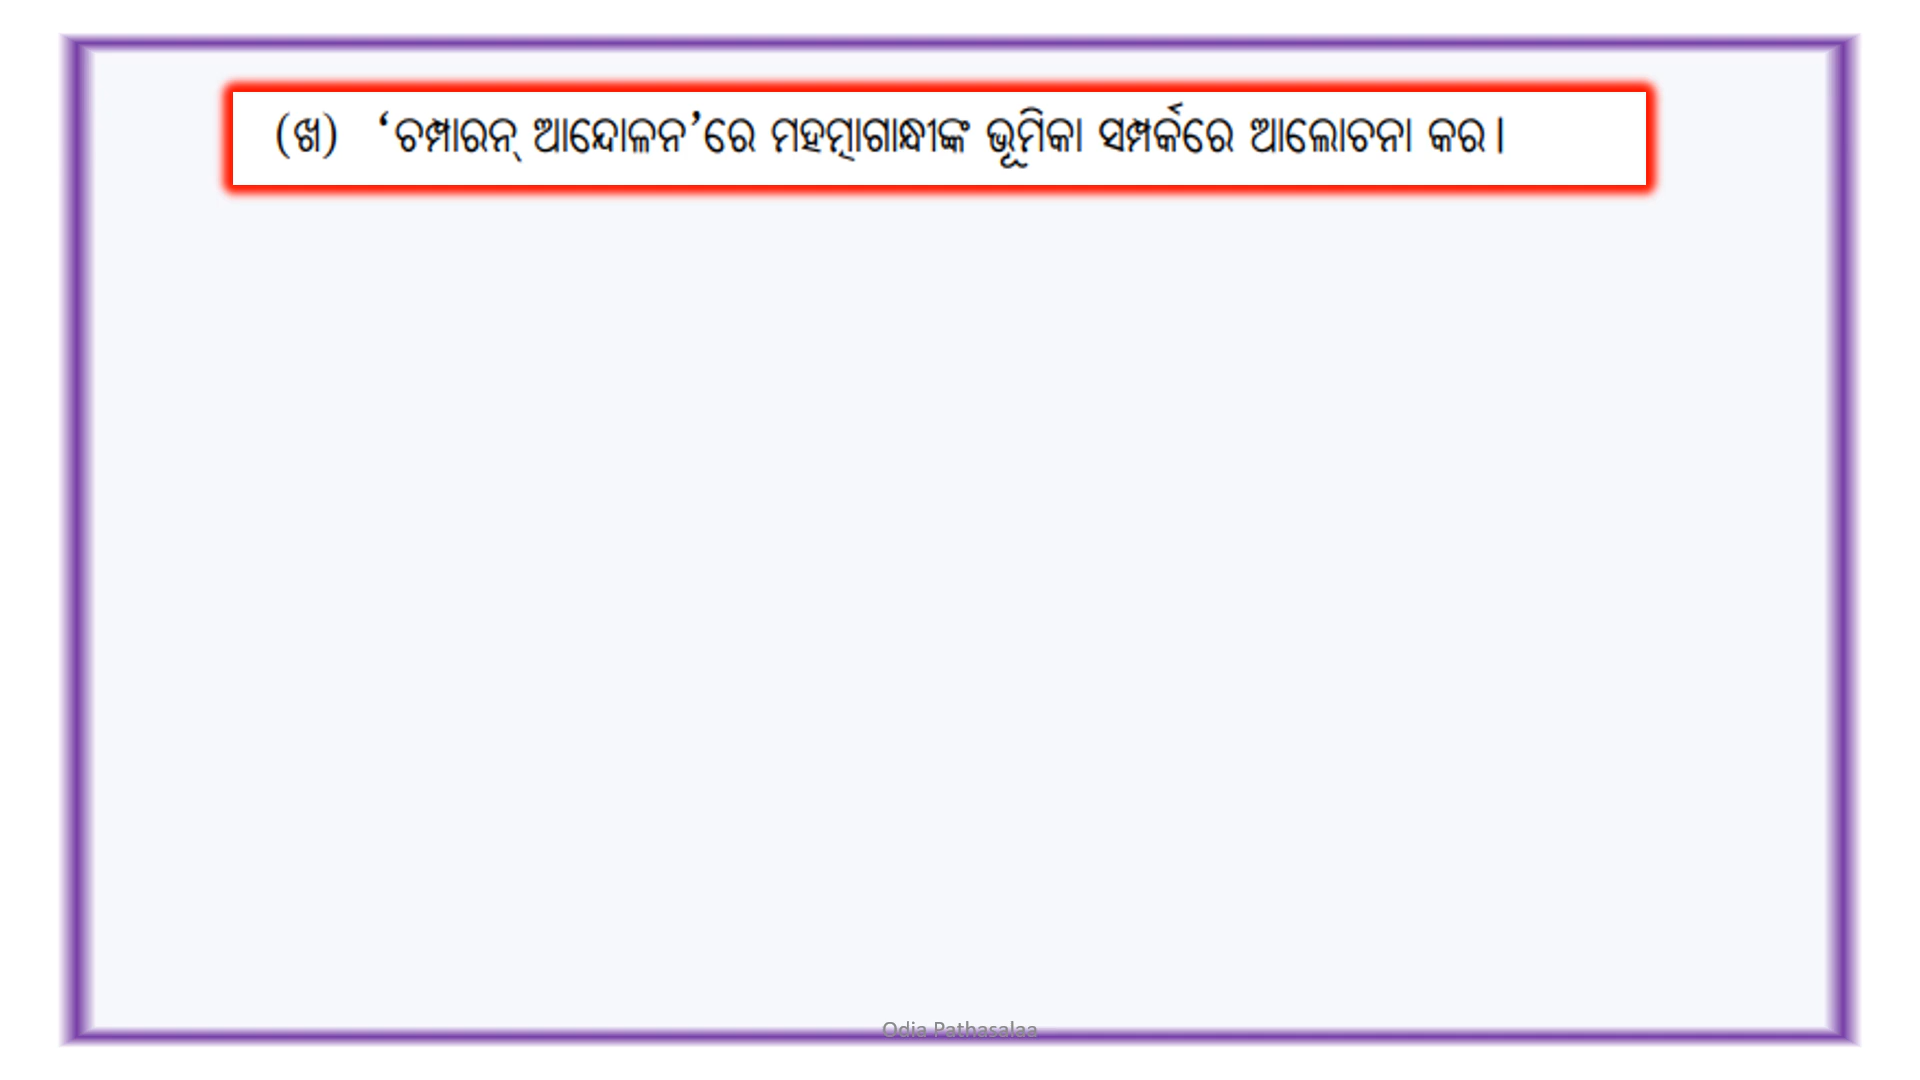 (ଖ) ‘ଚମ୍ପାରନ୍ ଆନ୍ଦୋଳନ’ରେ ମହତ୍ମାଗାନ୍ଧୀଙ୍କ ଭୂମିକା ସମ୍ପର୍କରେ ଆଲୋଚନା କର।
Odia Pathasalaa